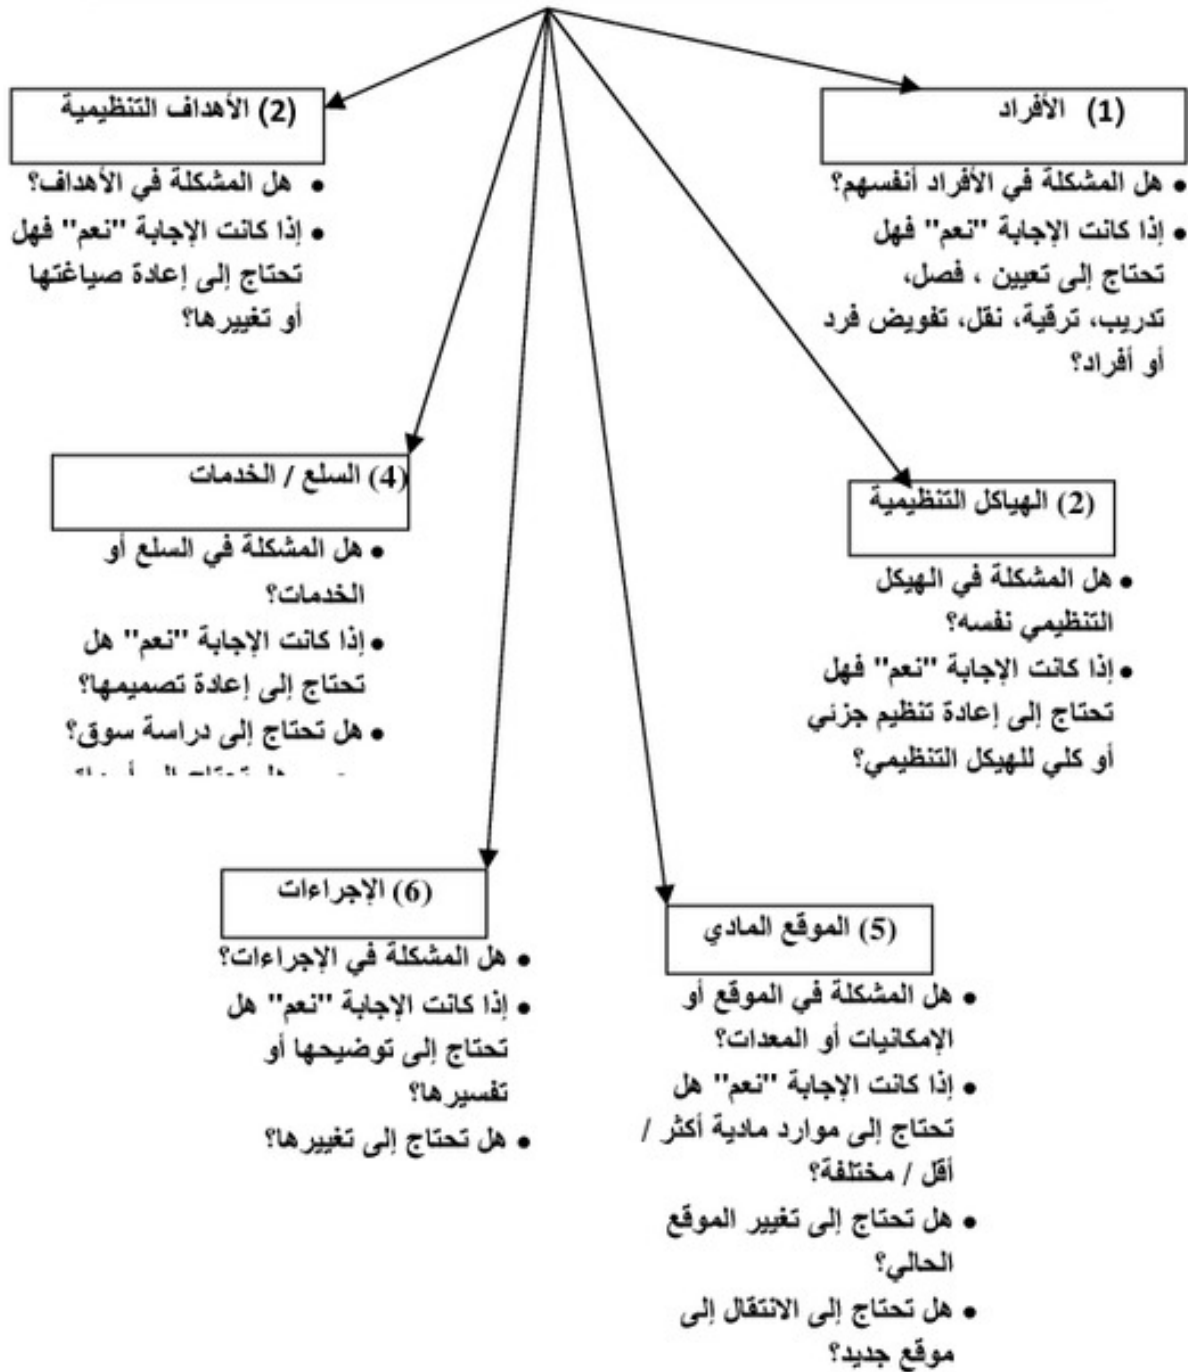 (1) الأفراد
• هل المشكلة في الأفراد أنفسهم؟
• إذا كانت الإجابة "نعم" فهل
تحتاج إلى تعيين ، فصل،
تدريب، ترقية، نقل، تفويض فرد
أو أفراد؟
(2) الأهداف التنظيمية
• هل المشكلة في الأهداف؟
• إذا كانت الإجابة "نعم" فهل
تحتاج إلى إعادة صياغتها
أو تغييرها؟
(2) الهياكل التنظيمية
• هل المشكلة في الهيكل
التنظيمي نفسه؟
• إذا كانت الإجابة "نعم" فهل
تحتاج إلى إعادة تنظيم جزئي
أو كلي للهيكل التنظيمي؟
(4) السلع / الخدمات
• هل المشكلة في السلع أو
الخدمات؟
• إذا كانت الإجابة "نعم" هل
تحتاج إلى إعادة تصميمها؟
• هل تحتاج إلى دراسة سوق؟
(5) الموقع المادي
• هل المشكلة في الموقع أو
الإمكانيات أو المعدات؟
• إذا كانت الإجابة "نعم" هل
تحتاج إلى موارد مادية أكثر /
أقل / مختلفة؟
• هل تحتاج إلى تغيير الموقع
الحالي؟
• هل تحتاج إلى الانتقال إلى
موقع جديد؟
(6) الإجراءات
• هل المشكلة في الإجراءات؟
• إذا كانت الإجابة "نعم" هل
تحتاج إلى توضيحها أو
تفسيرها؟
• هل تحتاج إلى تغييرها؟